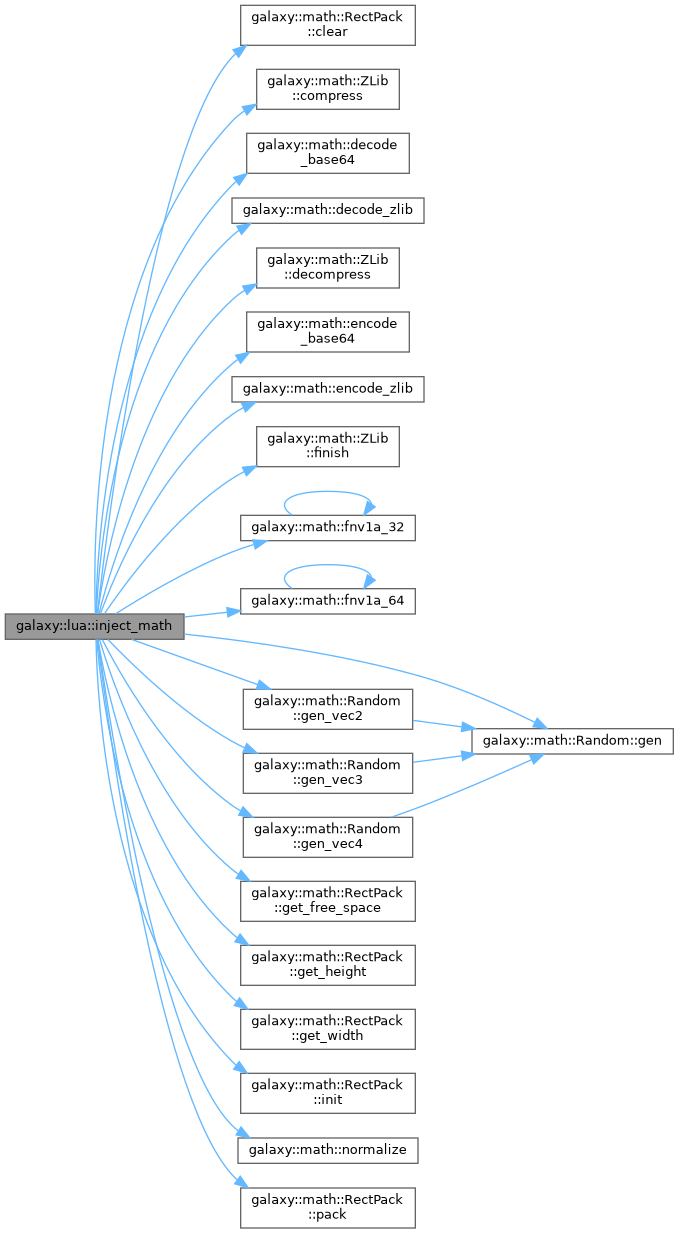 galaxy::math::RectPack
::clear
galaxy::math::ZLib
::compress
galaxy::math::decode
_base64
galaxy::math::decode_zlib
galaxy::math::ZLib
::decompress
galaxy::math::encode
_base64
galaxy::math::encode_zlib
galaxy::math::ZLib
::finish
galaxy::math::fnv1a_32
galaxy::math::fnv1a_64
galaxy::lua::inject_math
galaxy::math::Random
::gen_vec2
galaxy::math::Random::gen
galaxy::math::Random
::gen_vec3
galaxy::math::Random
::gen_vec4
galaxy::math::RectPack
::get_free_space
galaxy::math::RectPack
::get_height
galaxy::math::RectPack
::get_width
galaxy::math::RectPack
::init
galaxy::math::normalize
galaxy::math::RectPack
::pack